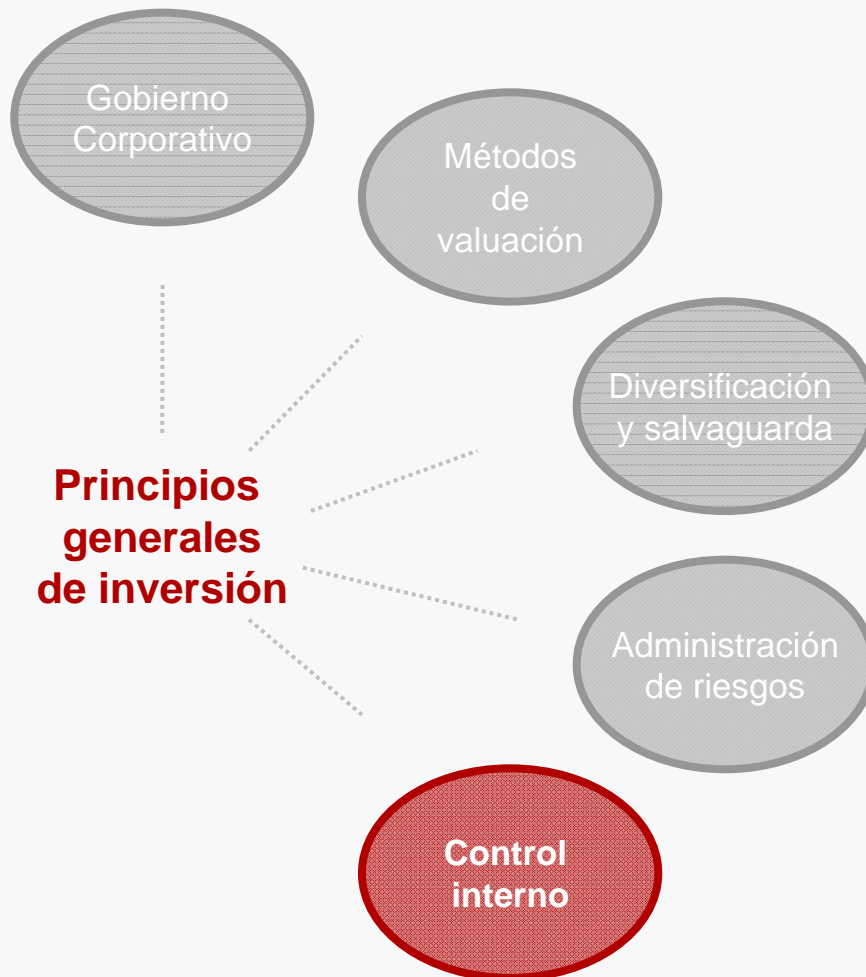 Gobierno
Corporativo
Métodos
de
valuación
Diversificación
y salvaguarda
Principios
generales
de inversión
Administración
de riesgos
Control
interno